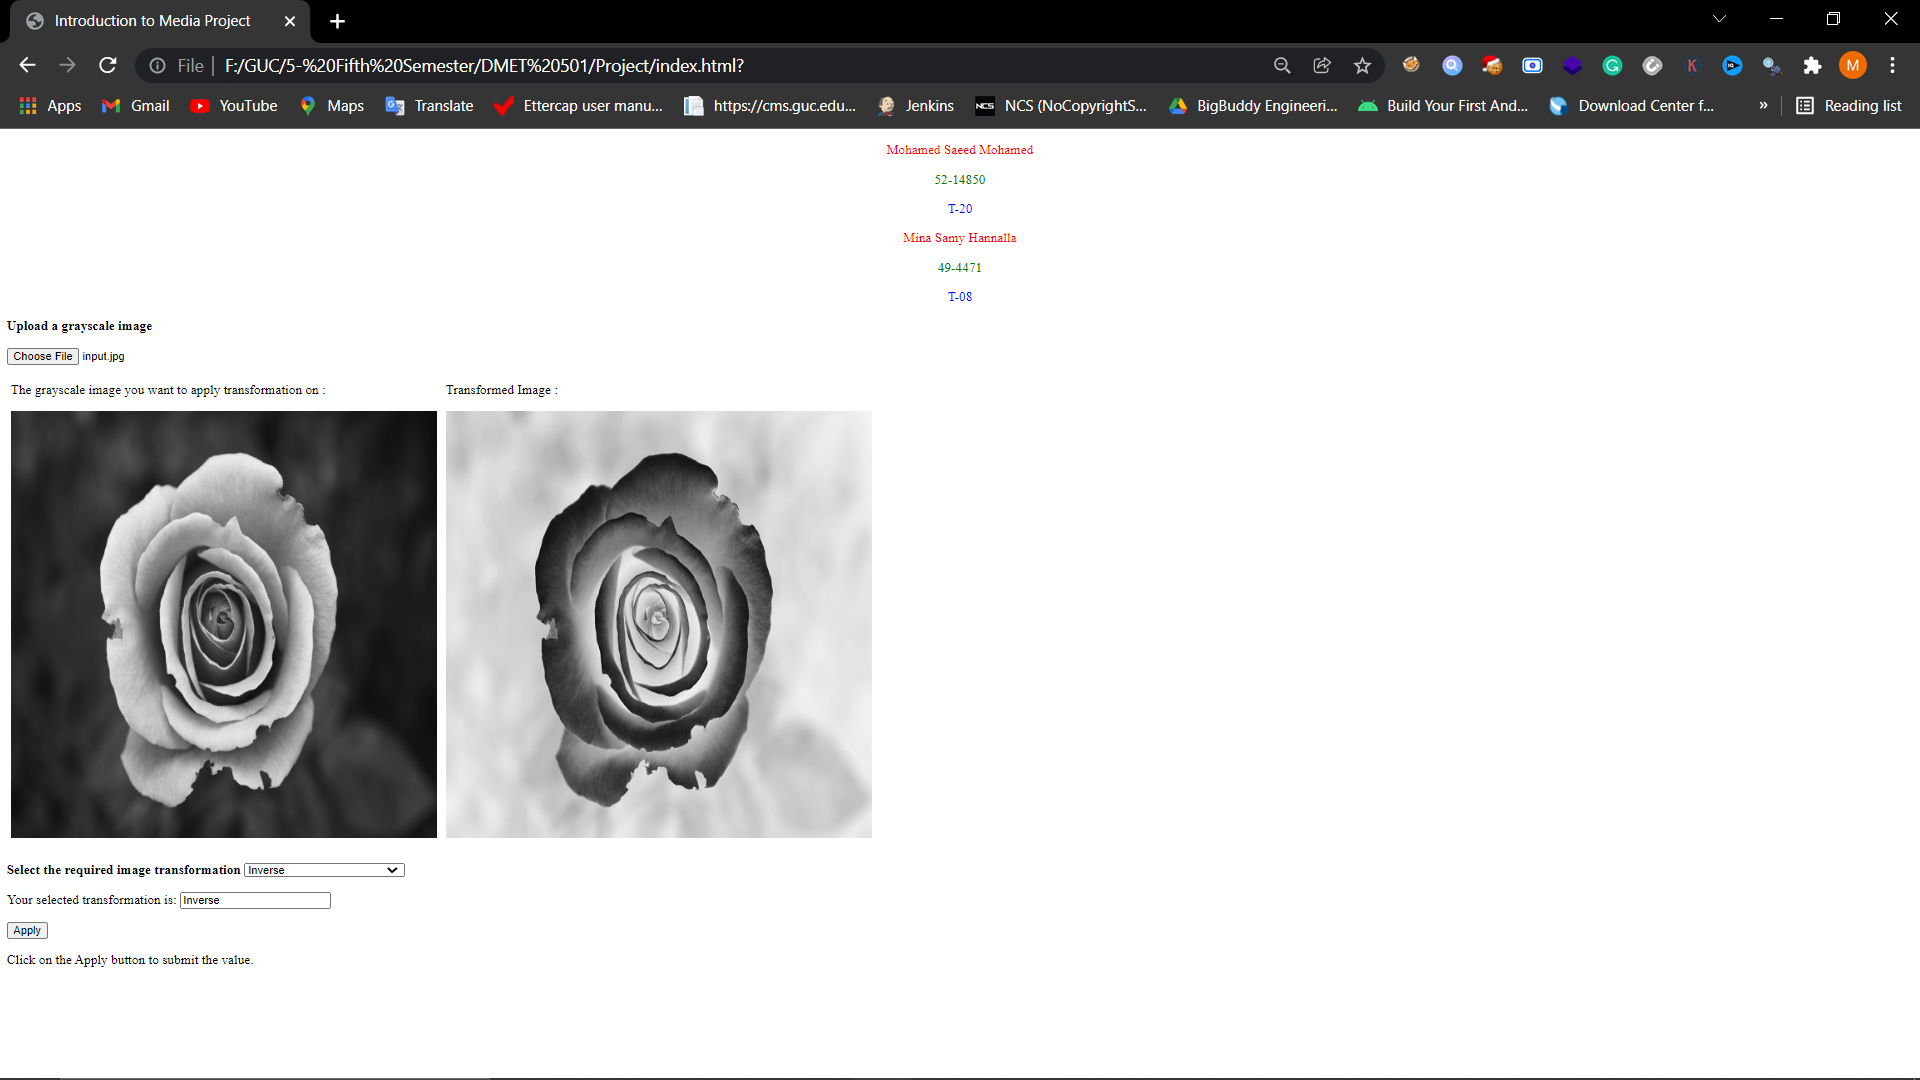 Introduction to Media Project
File | F:/GUC/5-%20Fifth%20Semester/DMET%20501/Project/index.html?
M
Apps Gmail YouTube Maps Translate Ettercap user manu... https://cms.guc.edu... Jenkins NCS NCS (NoCopyrightS... BigBuddy Engineeri... Build Your First And... Download Center f... » Reading list
Mohamed Saeed Mohamed
52-14850
T-20
Mina Samy Hannalla
49-4471
T-08
Upload a grayscale image
Choose File input.jpg
The grayscale image you want to apply transformation on : Transformed Image :
Select the required image transformation Inverse
Your selected transformation is: Inverse
Apply
Click on the Apply button to submit the value.